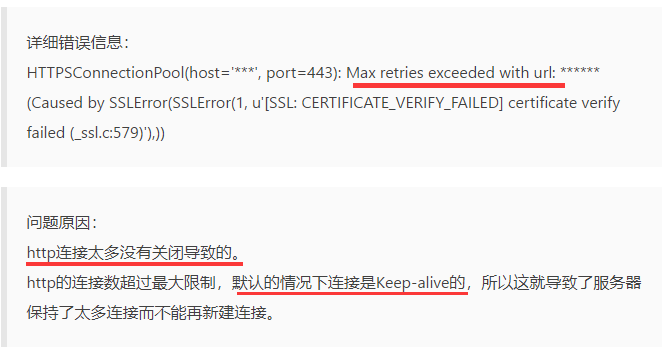 详细错误信息：
HTTPSConnectionPool(host='***', port=443): Max retries exceeded with url: ******
(Caused by SSLError(SSLError(1, u'[SSL: CERTIFICATE_VERIFY_FAILED] certificate verify
failed (_ssl.c:579)'),))
问题原因：
http连接太多没有关闭导致的。
http的连接数超过最大限制，默认的情况下连接是Keep-alive的，所以这就导致了服务器
保持了太多连接而不能再新建连接。